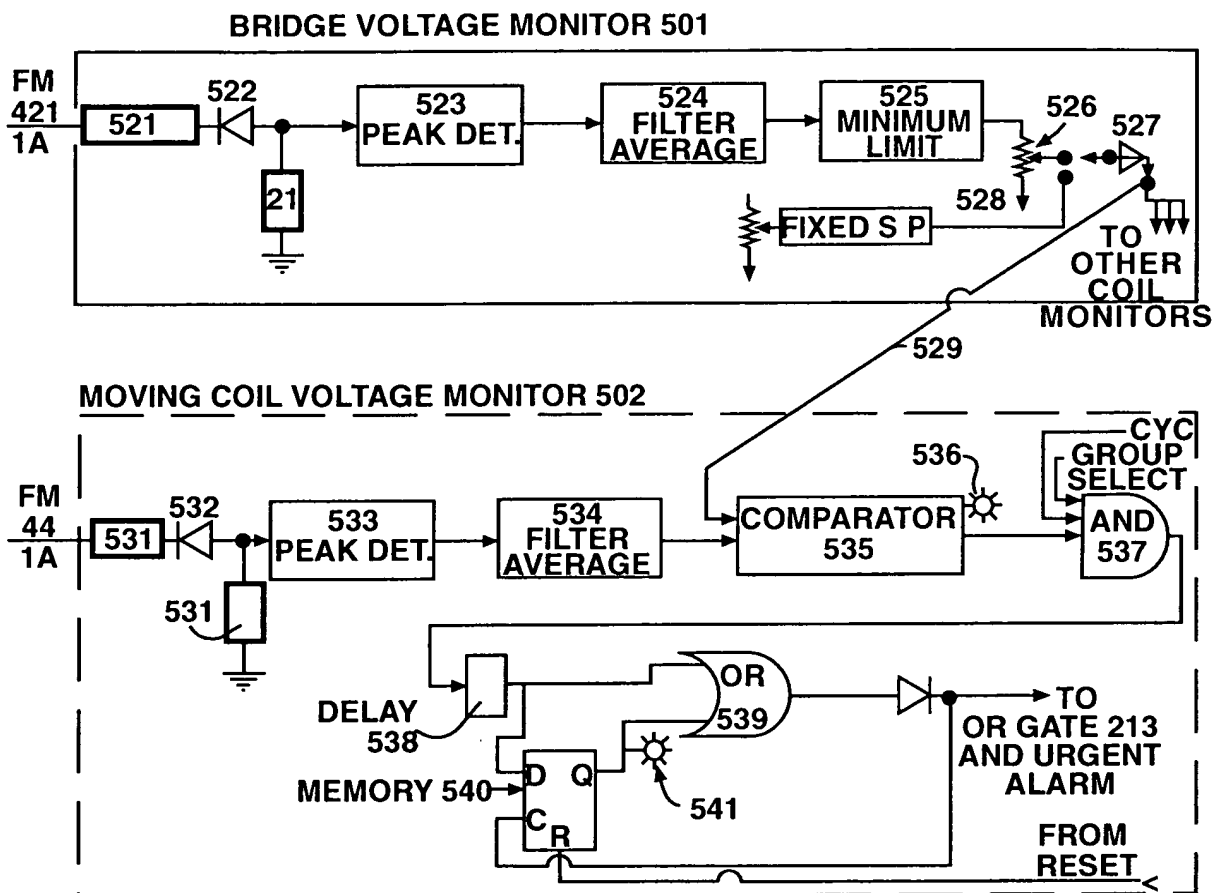 BRIDGE VOLTAGE MONITOR 501
FM
421
1A
521
522
21
523
PEAK DET.
524
FILTER
AVERAGE
525
MINIMUM
LIMIT
526
527
528
FIXED S P
TO
OTHER
COIL
MONITORS
529
MOVING COIL VOLTAGE MONITOR 502
FM
44
1A
531
532
531
533
PEAK DET.
534
FILTER
AVERAGE
COMPARATOR
535
536
CYC
GROUP
SELECT
AND
537
DELAY
538
OR
539
TO
OR GATE 213
AND URGENT
ALARM
MEMORY 540
D Q
C
R
541
FROM
RESET